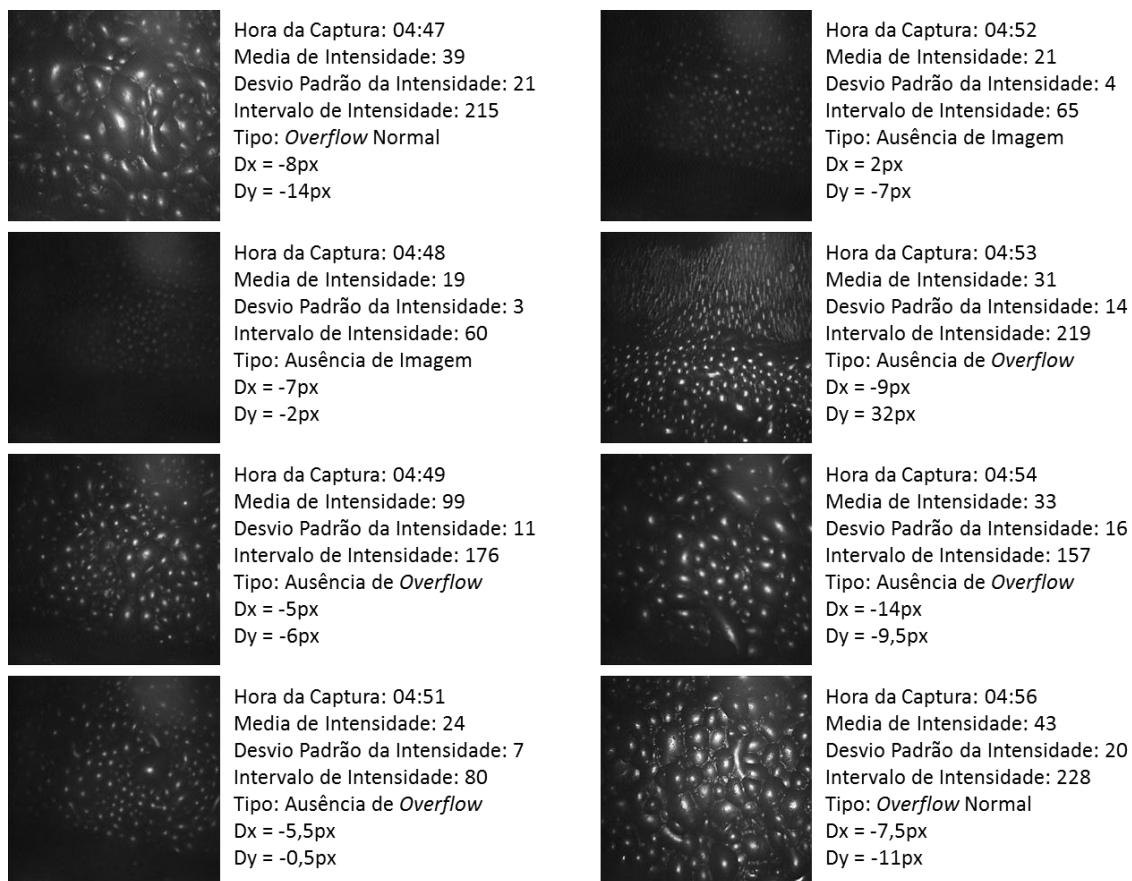 Hora da Captura: 04:47
Media de Intensidade: 39
Desvio Padrão da Intensidade: 21
Intervalo de Intensidade: 215
Tipo: Overflow Normal
Dx = -8px
Dy = -14px
Hora da Captura: 04:48
Media de Intensidade: 19
Desvio Padrão da Intensidade: 3
Intervalo de Intensidade: 60
Tipo: Ausência de Imagem
Dx = -7px
Dy = -2px
Hora da Captura: 04:49
Media de Intensidade: 99
Desvio Padrão da Intensidade: 11
Intervalo de Intensidade: 176
Tipo: Ausência de Overflow
Dx = -5px
Dy = -6px
Hora da Captura: 04:51
Media de Intensidade: 24
Desvio Padrão da Intensidade: 7
Intervalo de Intensidade: 80
Tipo: Ausência de Overflow
Dx = -5,5px
Dy = -0,5px
Hora da Captura: 04:52
Media de Intensidade: 21
Desvio Padrão da Intensidade: 4
Intervalo de Intensidade: 65
Tipo: Ausência de Imagem
Dx = 2px
Dy = -7px
Hora da Captura: 04:53
Media de Intensidade: 31
Desvio Padrão da Intensidade: 14
Intervalo de Intensidade: 219
Tipo: Ausência de Overflow
Dx = -9px
Dy = 32px
Hora da Captura: 04:54
Media de Intensidade: 33
Desvio Padrão da Intensidade: 16
Intervalo de Intensidade: 157
Tipo: Ausência de Overflow
Dx = -14px
Dy = -9,5px
Hora da Captura: 04:56
Media de Intensidade: 43
Desvio Padrão da Intensidade: 20
Intervalo de Intensidade: 228
Tipo: Overflow Normal
Dx = -7,5px
Dy = -11px